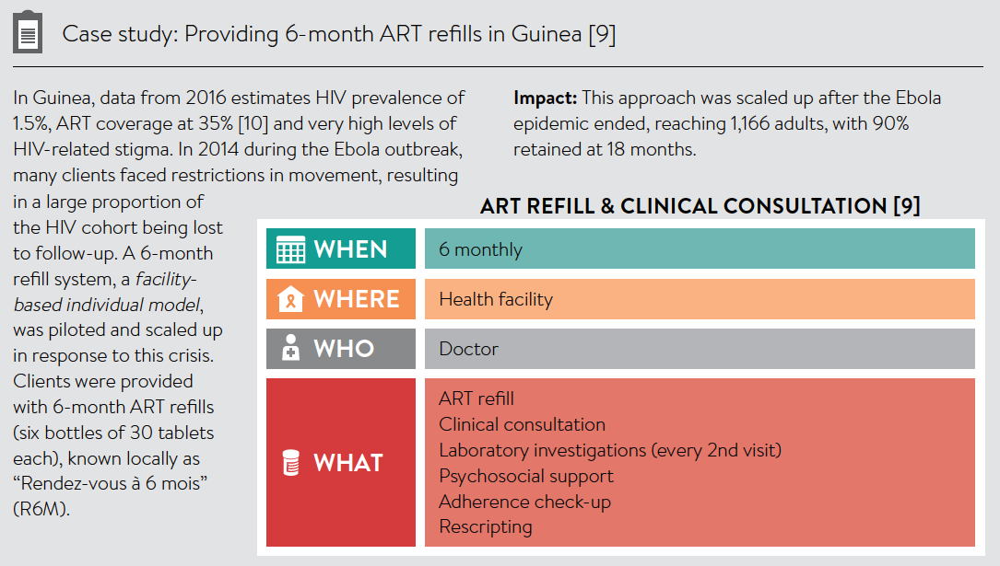 Case study: Providing 6-month ART refills in Guinea [9]
In Guinea, data from 2016 estimates HIV prevalence of
1.5%, ART coverage at 35% [10] and very high levels of
HIV-related stigma. In 2014 during the Ebola outbreak,
many clients faced restrictions in movement, resulting
in a large proportion of
the HIV cohort being lost
to follow-up. A 6-month
refill system, a facility-
based individual model,
was piloted and scaled up
in response to this crisis.
Clients were provided
with 6-month ART refills
(six bottles of 30 tablets
each), known locally as
“Rendez-vous à 6 mois”
(R6M).
Impact: This approach was scaled up after the Ebola
epidemic ended, reaching 1,166 adults, with 90%
retained at 18 months.
ART REFILL & CLINICAL CONSULTATION [9]
WHEN
6 monthly
WHERE
Health facility
WHO
Doctor
WHAT
ART refill
Clinical consultation
Laboratory investigations (every 2nd visit)
Psychosocial support
Adherence check-up
Rescripting